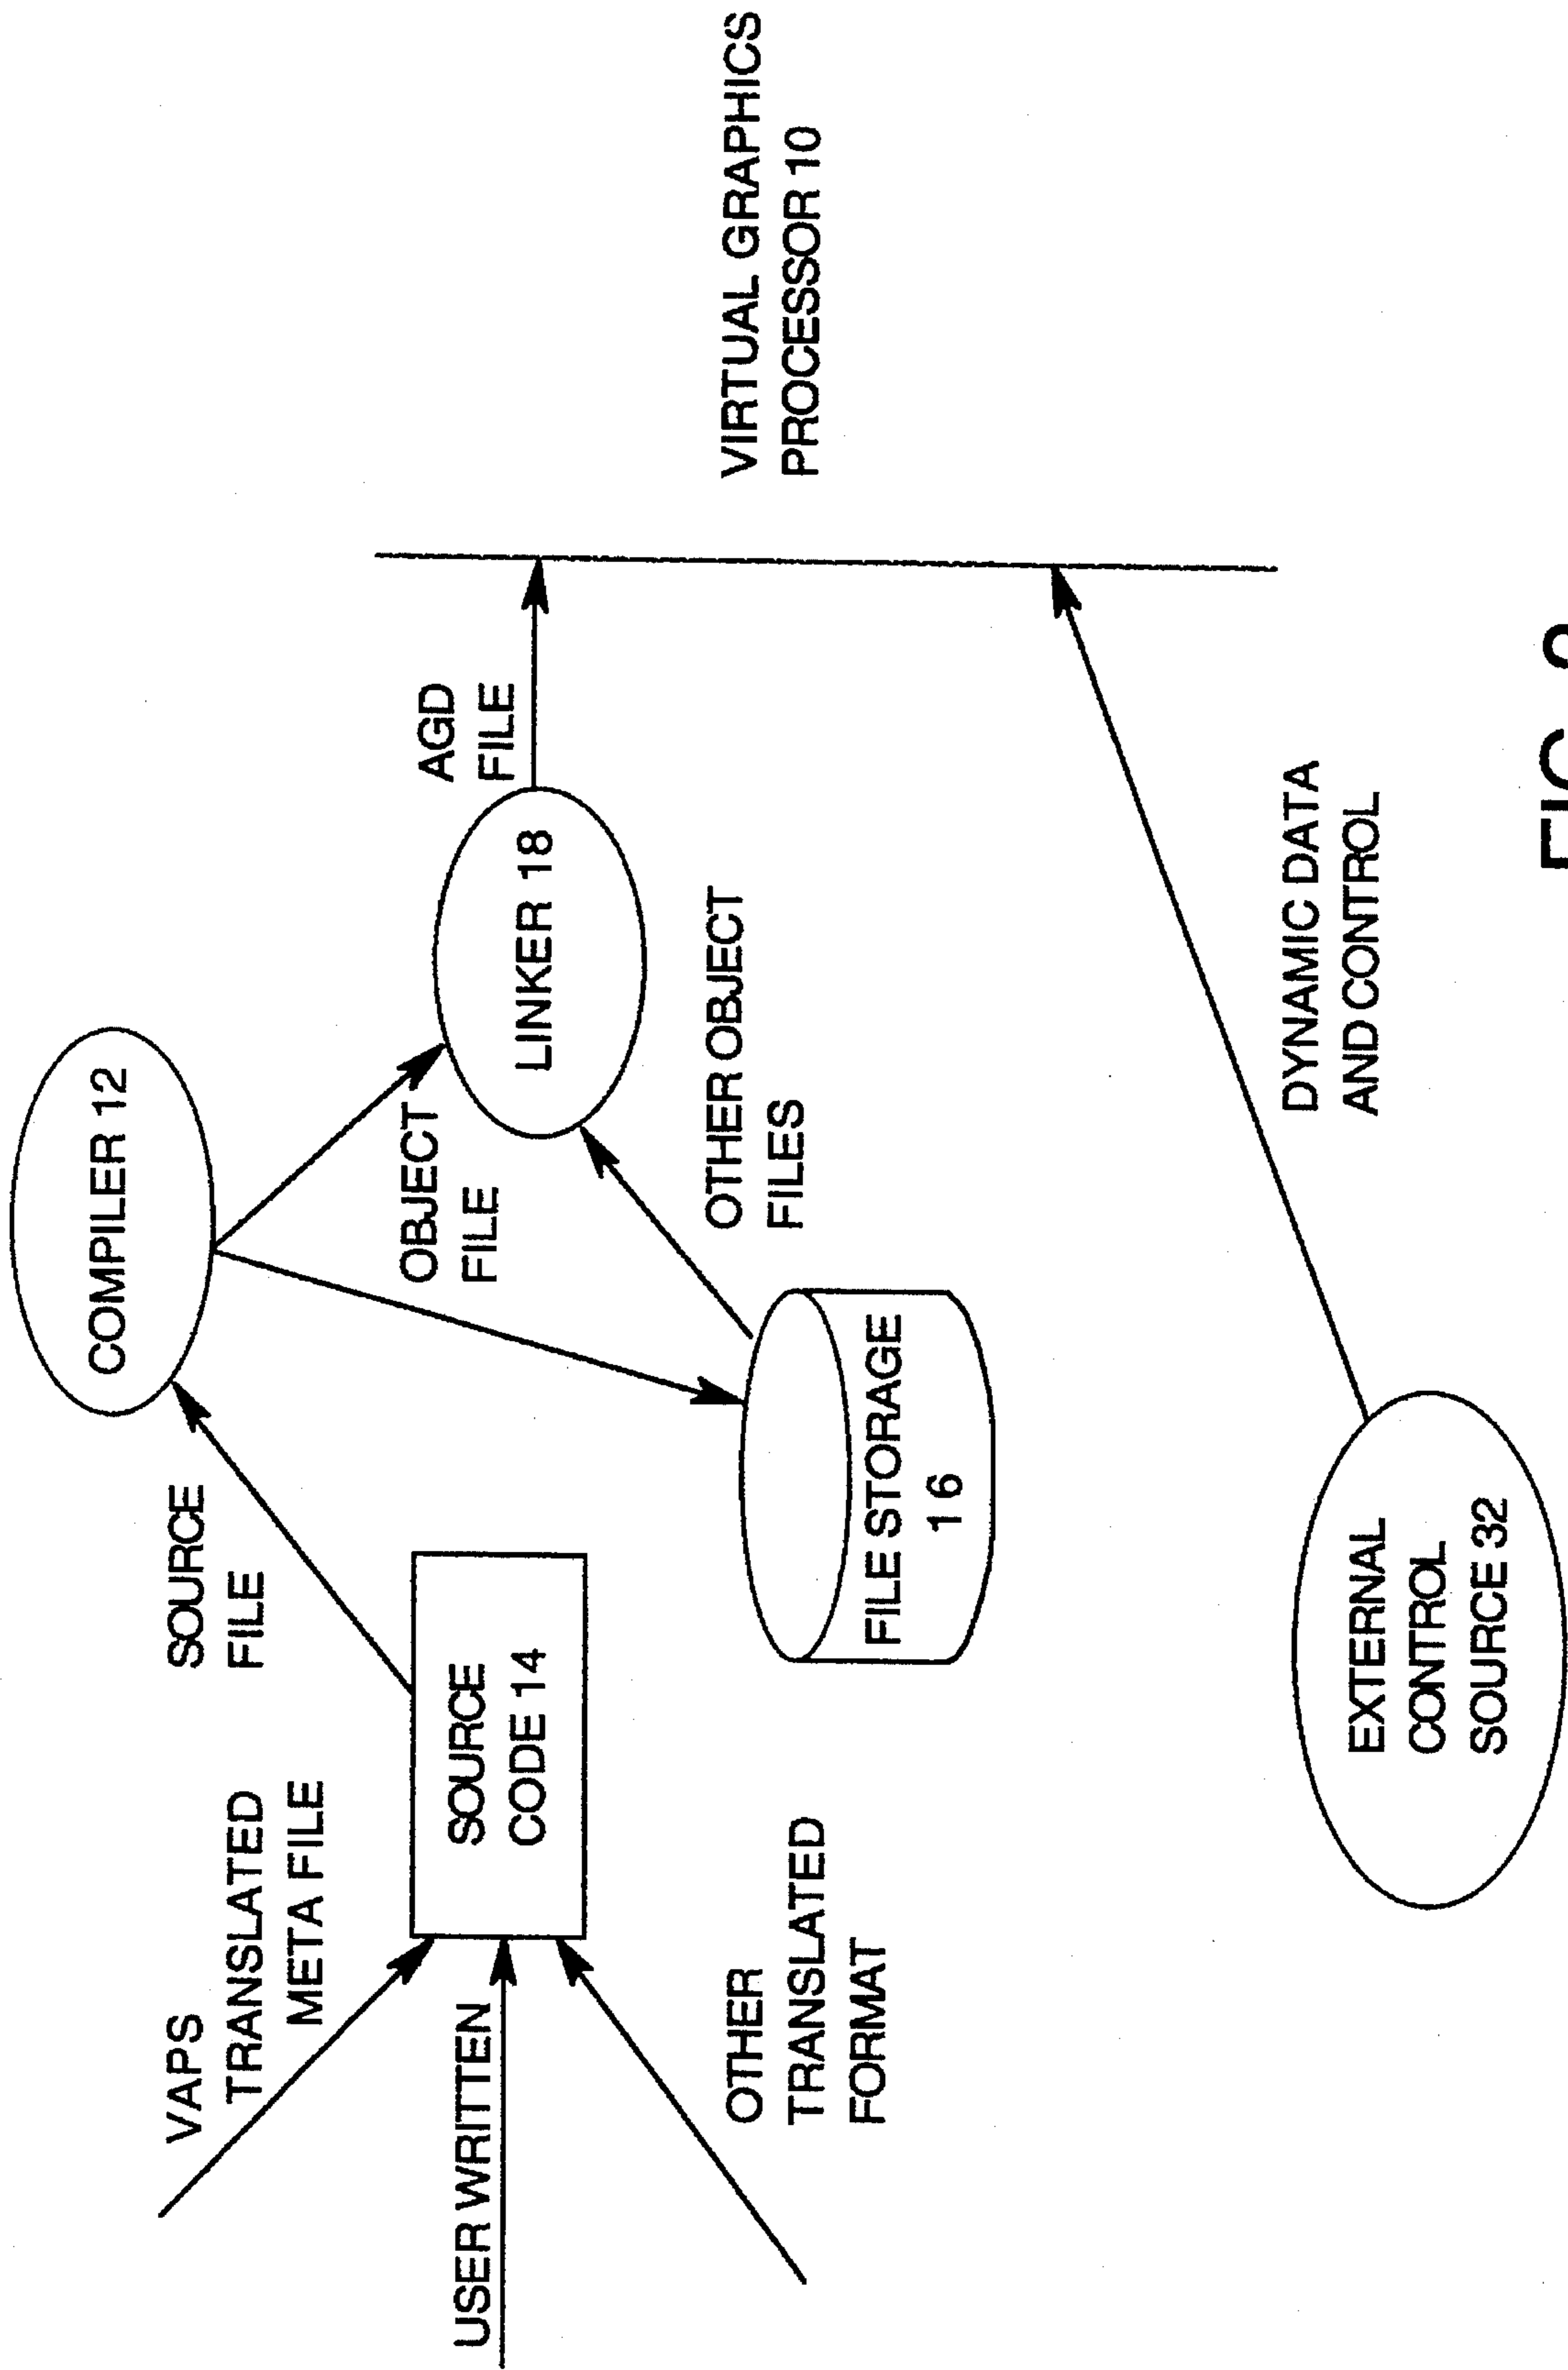 VAPS
TRANSLATED
META FILE
USER WRITTEN
OTHER
TRANSLATED
FORMAT
SOURCE
CODE 14
SOURCE
FILE
COMPILER 12
OBJECT
FILE
FILE STORAGE
16
OTHER OBJECT
FILES
LINKER 18
AGD
FILE
VIRTUAL GRAPHICS
PROCESSOR 10
EXTERNAL
CONTROL
SOURCE 32
DYNAMIC DATA
AND CONTROL
FIG.